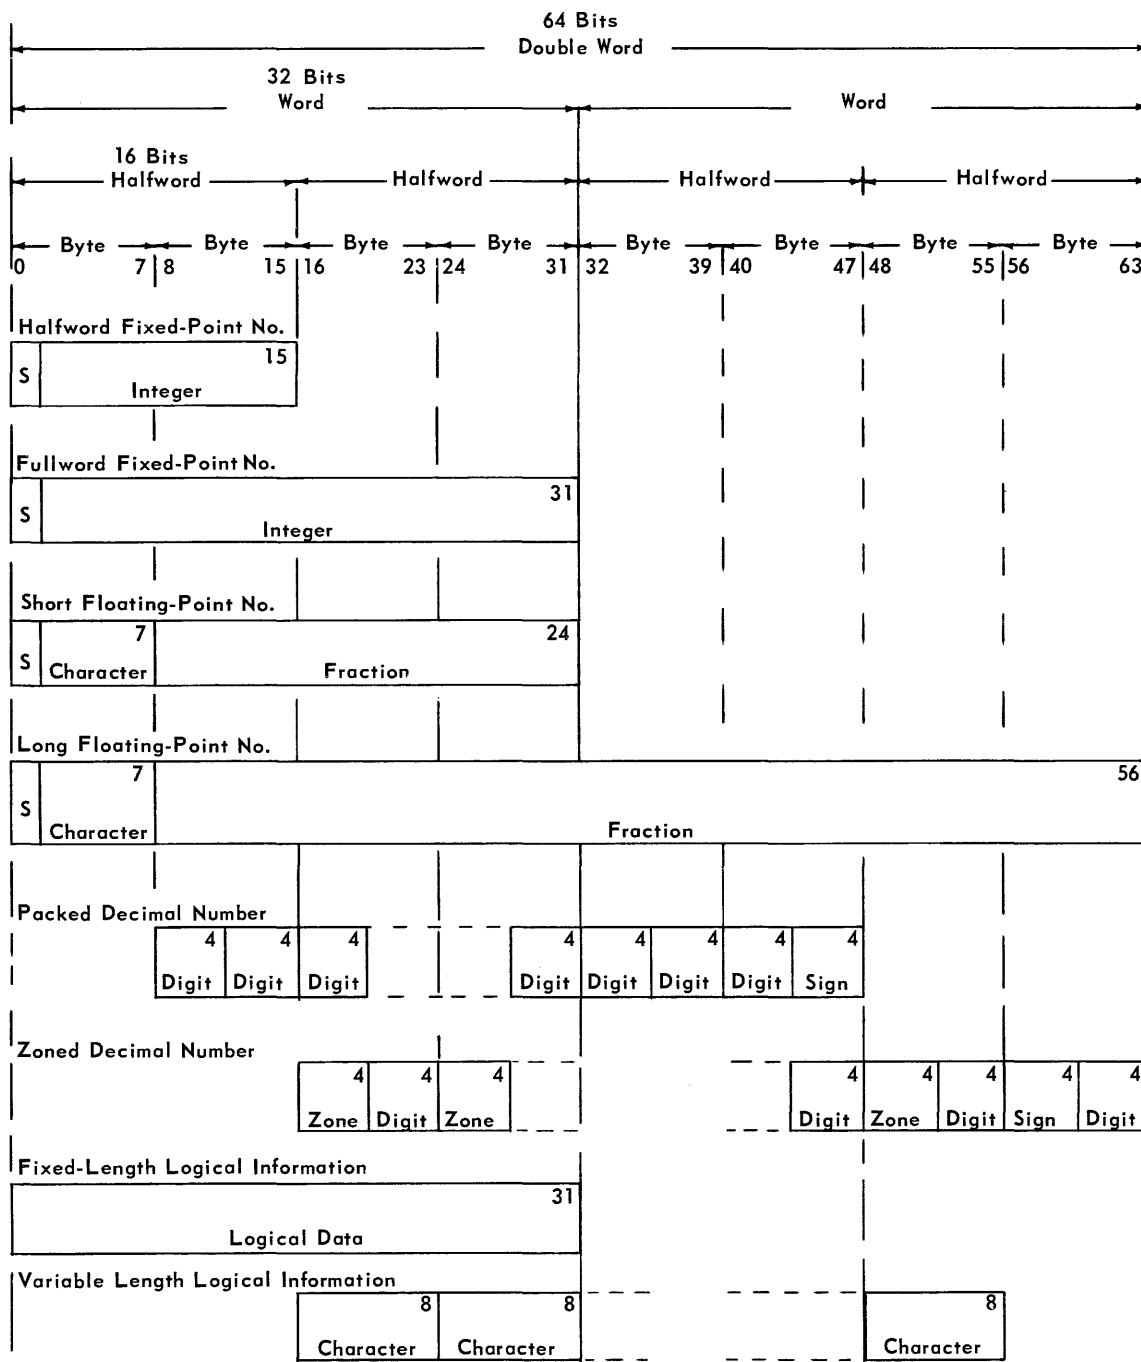 64 Bits
Double Word
32 Bits
Word Word
16 Bits
Halfword Halfword Halfword Halfword
Byte Byte Byte Byte Byte Byte Byte Byte
0 7 8 15 16 23 24 31 32 39 40 47 48 55 56 63
Halfword Fixed-Point No.
15
S Integer
Fullword Fixed-Point No.
31
S Integer
Short Floating-Point No.
7 24
S Character Fraction
Long Floating-Point No.
7 56
S Character Fraction
Packed Decimal Number
4 4 4 4 4 4 4 4
Digit Digit Digit Digit Digit Digit Digit Sign
Zoned Decimal Number
4 4 4 4 4 4 4 4
Zone Digit Zone Digit Zone Digit Sign Digit
Fixed-Length Logical Information
31
Logical Data
Variable Length Logical Information
8 8 8
Character Character Character